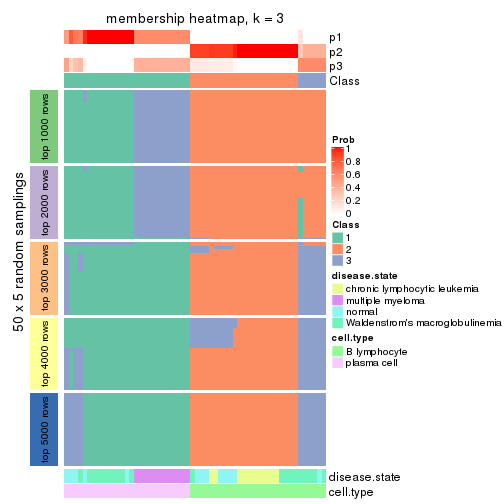 membership heatmap, k = 3
p1
p2
p3
Class
50 x 5 random samplings
top 1000 rows
top 2000 rows
top 3000 rows
top 4000 rows
top 5000 rows
Prob
1
0.8
0.6
0.4
0.2
0
Class
1
2
3
disease.state
chronic lymphocytic leukemia
multiple myeloma
normal
Waldenstrom's macroglobulinemia
cell.type
B lymphocyte
plasma cell
disease.state
cell.type